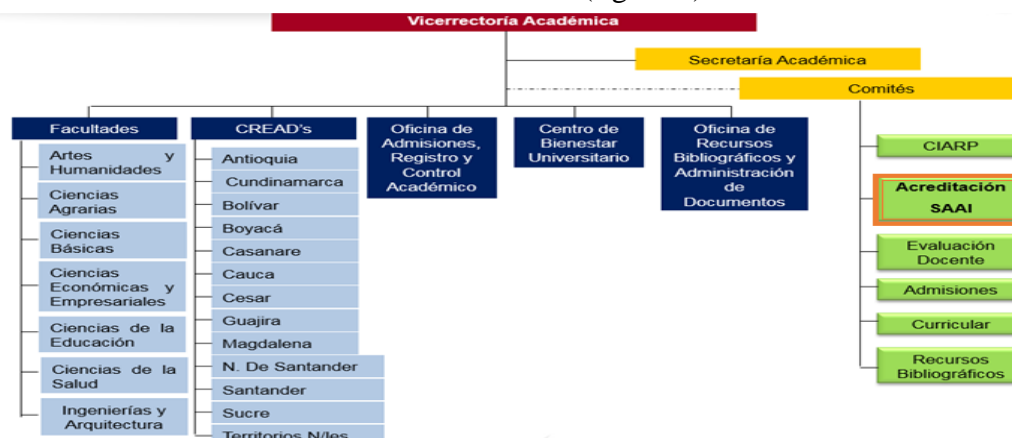 Vicerrectoría Académica
Secretaría Académica
Comités
Facultades
Artes y
Humanidades
Ciencias
Agrarias
Ciencias
Básicas
Ciencias
Económicas y
Empresariales
Ciencias de la
Educación
Ciencias de la
Salud
Ingenierías y
Arquitectura
CREAD's
Antioquia
Cundinamarca
Bolívar
Boyacá
Casanare
Cauca
Cesar
Guajira
Magdalena
N. De Santander
Santander
Sucre
Territorios N/les
Oficina de
Admisiones,
Registro y
Control
Académico
Centro de
Bienestar
Universitario
Oficina de
Recursos
Bibliográficos y
Administración
de
Documentos
CIARP
Acreditación
SAAI
Evaluación
Docente
Admisiones
Curricular
Recursos
Bibliográficos